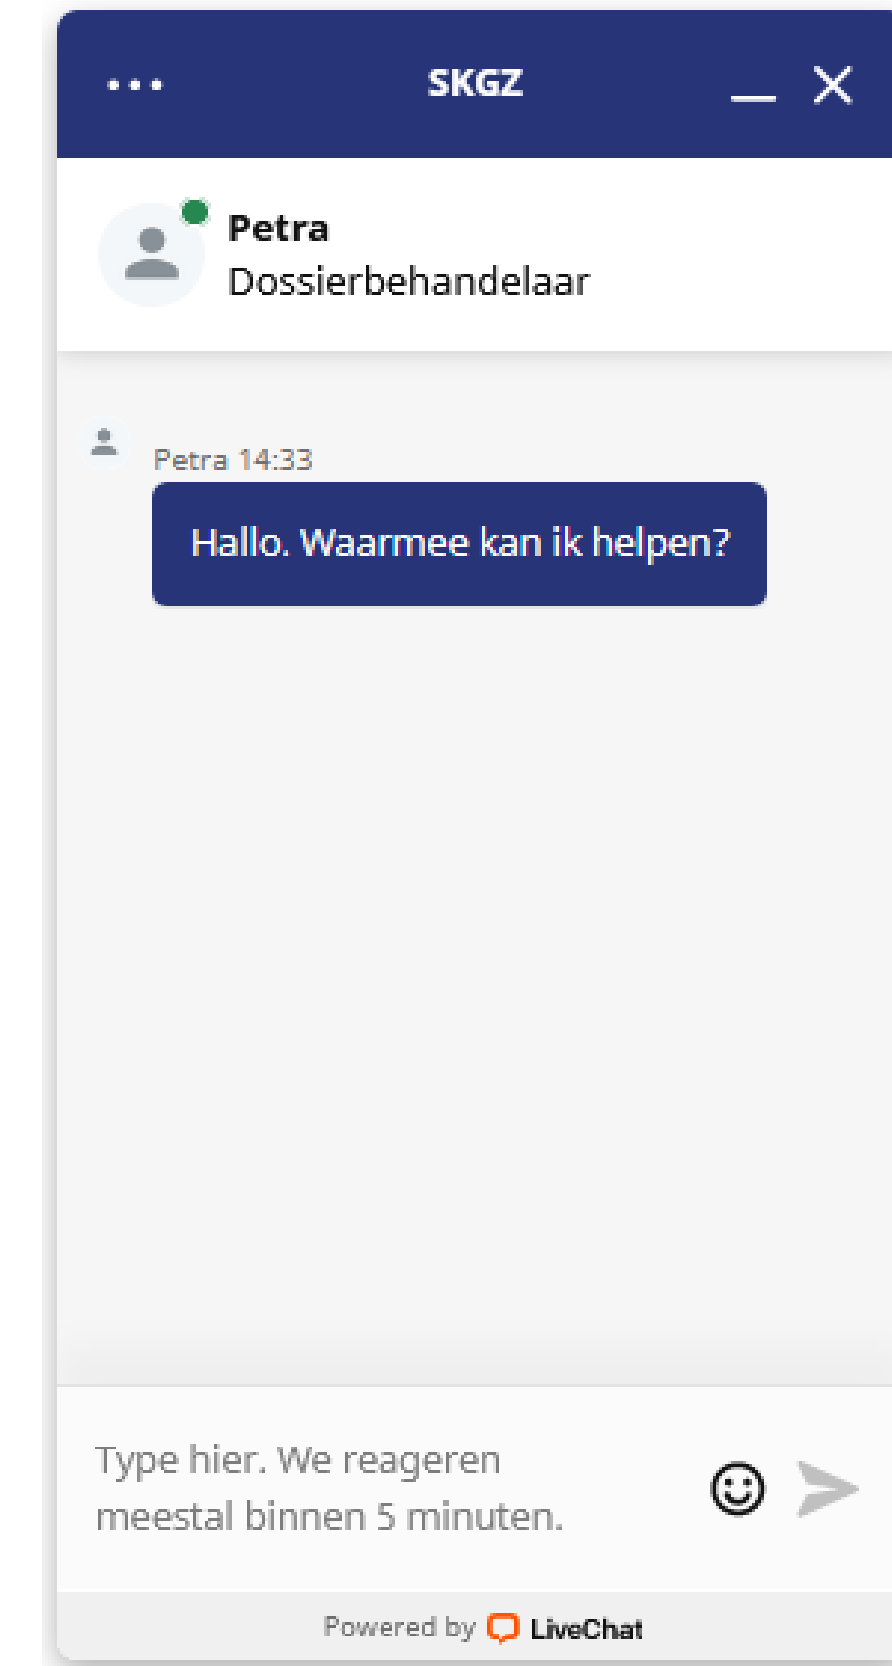 SKGZ
Petra
Dossierbehandelaar
Petra 14:33
Hallo. Waarmee kan ik helpen?
Type hier. We reageren
meestal binnen 5 minuten.
Powered by LiveChat